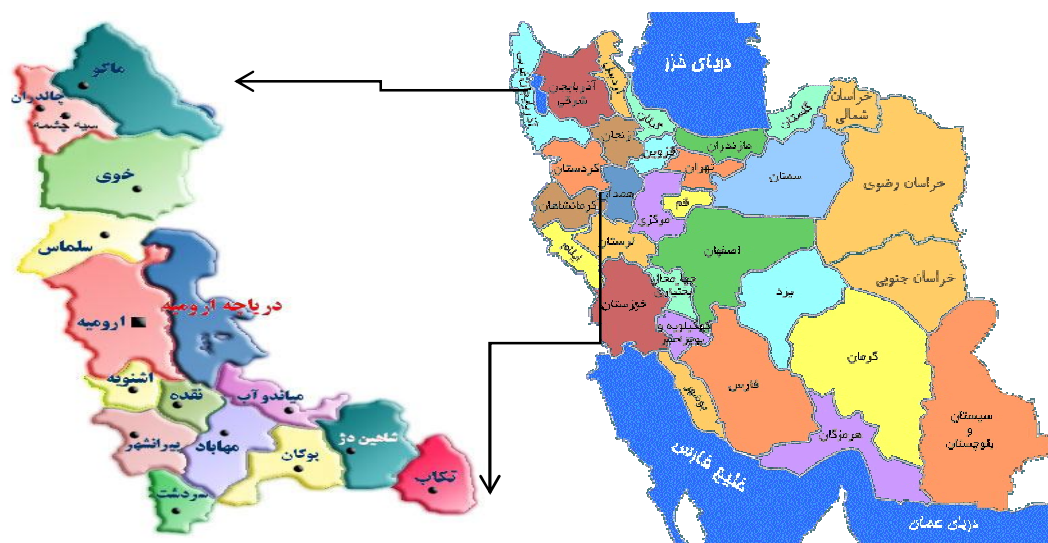 ماکو
چالدران
سیه چشمه
خوی
سلماس
دریاچه ارومیه
ارومیه
اشنویه
نقده
میاندوآب
پیرانشهر
مهاباد
بوکان
شاهین دژ
تکاب
سردشت
دریای خزر
آذربایجان
شرقی
اردبیل
گیلان
زنجان
قزوین
مازندران
گلستان
خراسان
شمالی
کردستان
همدان
تهران
سمنان
خراسان رضوی
کرمانشاهان
مرکزی
قم
لرستان
ایلام
اصفهان
خراسان جنوبی
خوزستان
چهارمحال
بختیاری
یزد
کهگیلویه و
بویراحمد
کرمان
فارس
بوشهر
هرمزگان
سیستان
و
بلوچستان
خلیج فارس
دریای عمان